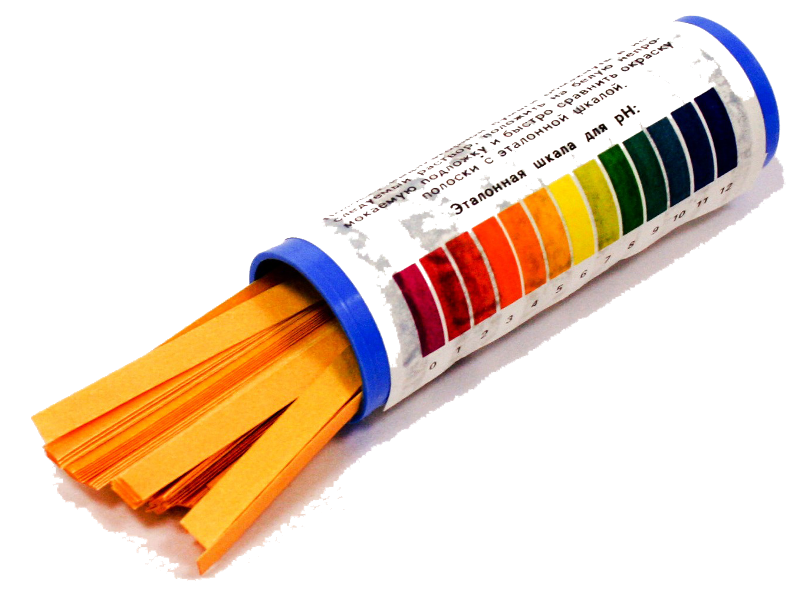 раствор, положить на белую непро-
мокаемую подложку и быстро сравнить окраску
полоски с эталонной шкалой.
Эталонная шкала для pH:
0 1 2 3 4 5 6 7 8 9 10 11 12